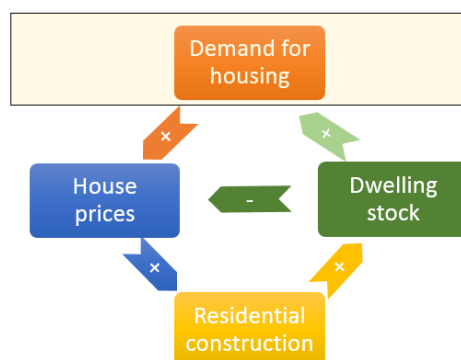 Demand for
housing
+
+
House
prices
-
Dwelling
stock
+
+
Residential
construction